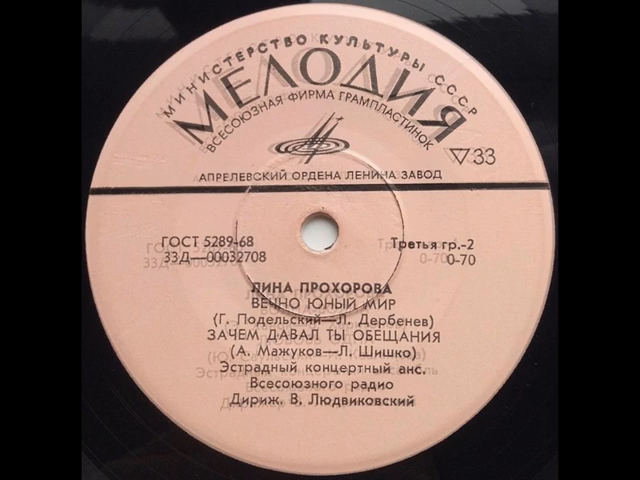 МИНИСТЕРСТВО КУЛЬТУРЫ СССР
МЕЛОДИЯ
ВСЕСОЮЗНАЯ ФИРМА ГРАМПЛАСТИНОК
33
АПРЕЛЕВСКИЙ ОРДЕНА ЛЕНИНА ЗАВОД
ГОСТ 5289-68 Третья гр.-2
33Д—00032708 0-70
ЛИНА ПРОХОРОВА
ВЕЧНО ЮНЫЙ МИР
(Г. Подельский—Л. Дербенев)
ЗАЧЕМ ДАВАЛ ТЫ ОБЕЩАНИЯ
(А. Мажуков—Л. Шишко)
Эстрадный концертный анс.
Всесоюзного радио
Дириж. В. Людвиковский